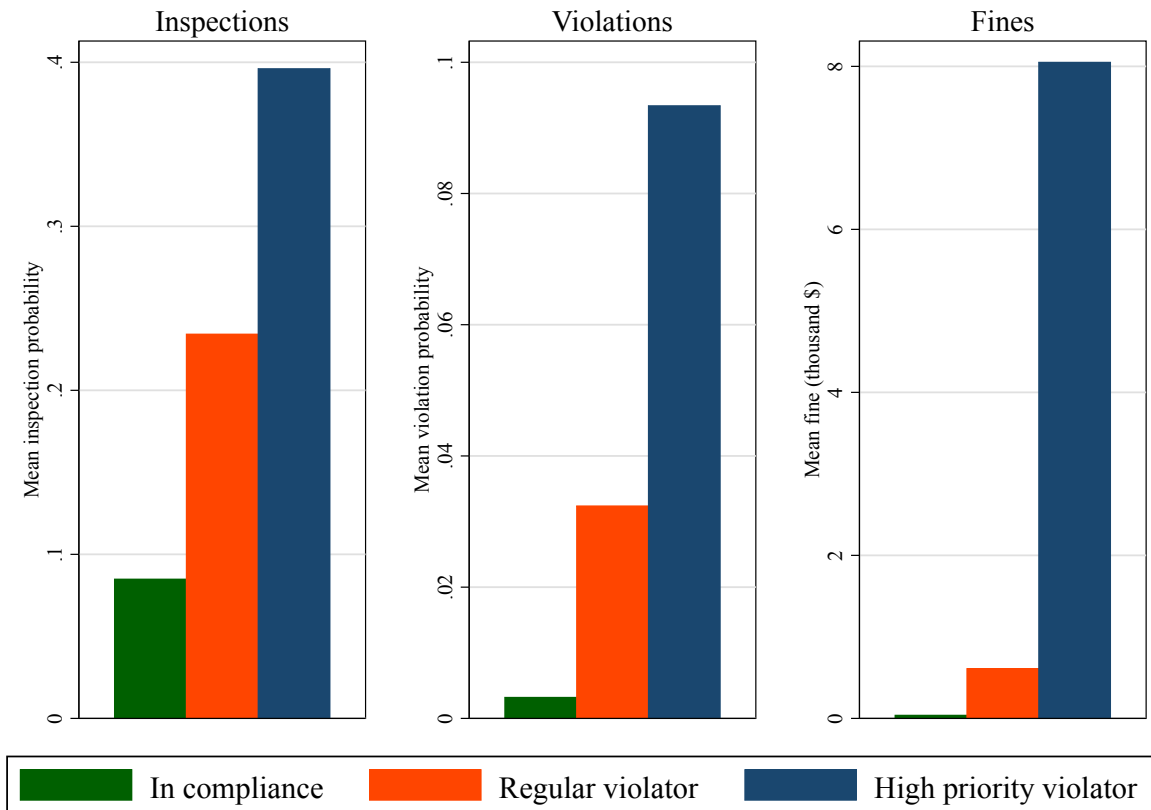 Inspections
Mean inspection probability
.4
.3
.2
.1
0
Violations
Mean violation probability
.1
.08
.06
.04
.02
0
Fines
Mean fine (thousand $)
8
6
4
2
0
In compliance
Regular violator
High priority violator